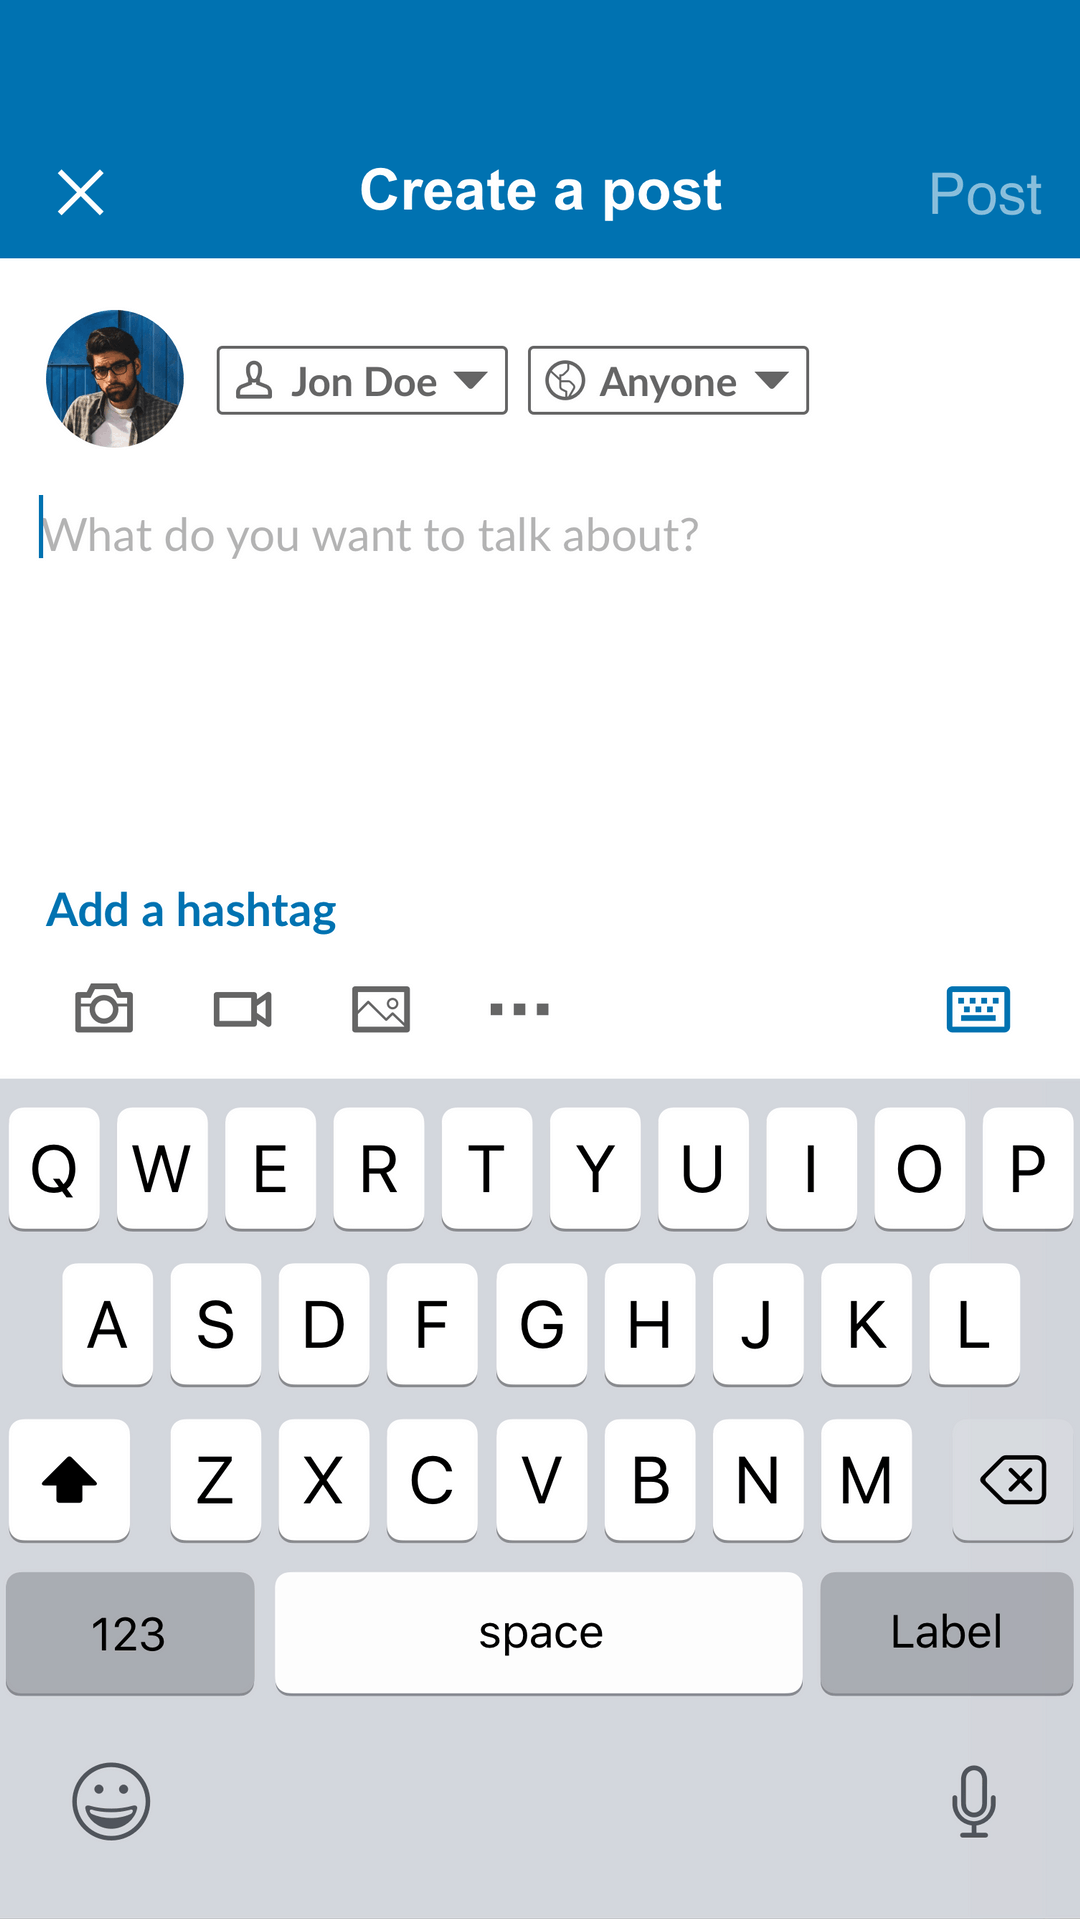 Create a post Post
Jon Doe Anyone
What do you want to talk about?
Add a hashtag
Q W E R T Y U I O P
A S D F G H J K L
Z X C V B N M
123 space Label